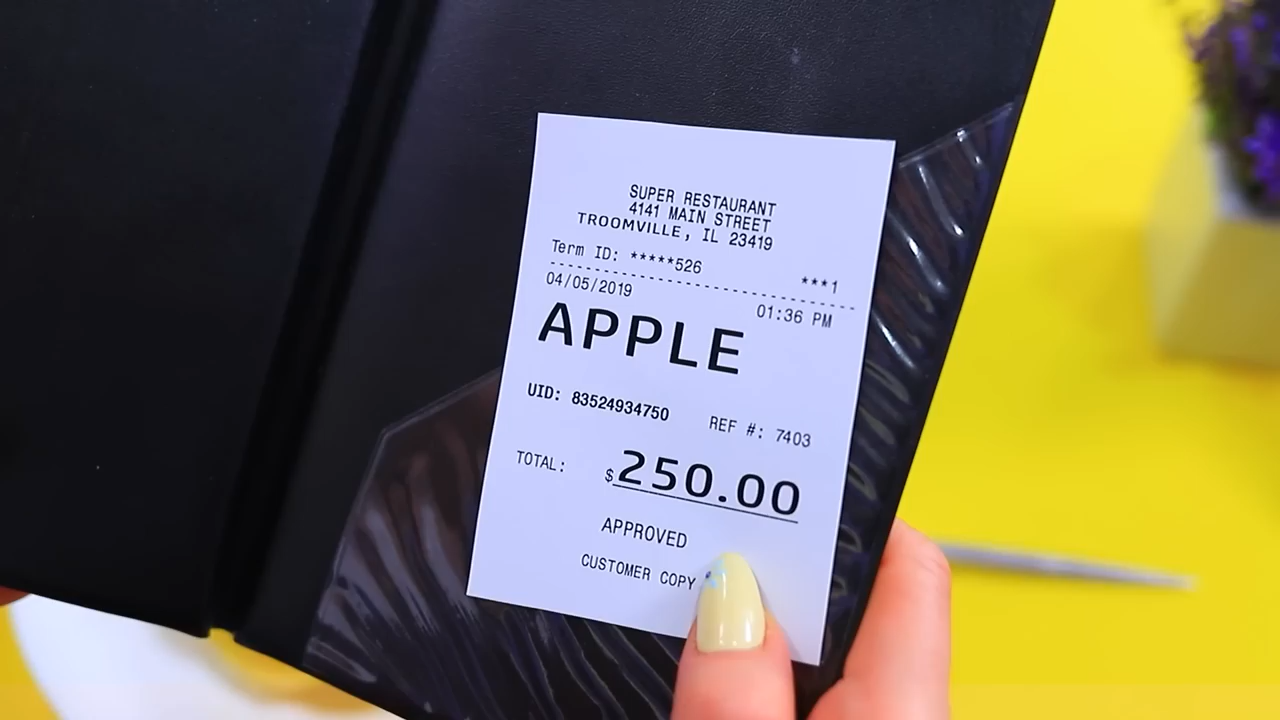 SUPER RESTAURANT
4141 MAIN STREET
TROOMVILLE, IL 23419
Term ID: *****526 ***1
04/05/2019 01:36 PM
APPLE
UID: 83524934750 REF #: 7403
TOTAL: $250.00
APPROVED
CUSTOMER COPY